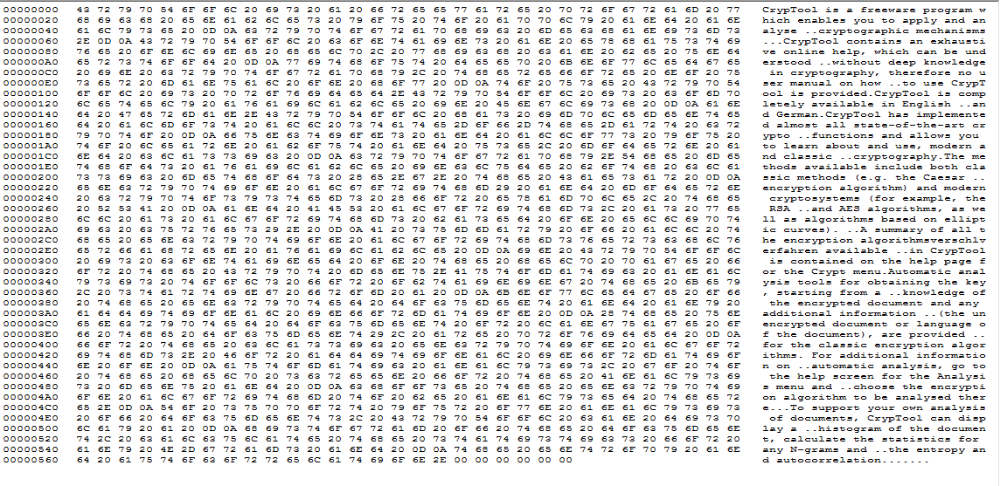 00000000 43 72 79 70 54 6F 6F 6C 20 69 73 20 61 20 66 72 65 65 77 61 72 65 20 70 72 6F 67 72 61 6D 20 77 CrypTool is a freeware program w
00000020 68 69 63 68 20 65 6E 61 62 6C 65 73 20 79 6F 75 20 74 6F 20 61 70 70 6C 79 20 61 6E 64 20 61 6E hich enables you to apply and an
00000040 61 6C 79 73 65 20 0D 0A 63 72 79 70 74 6F 67 72 61 70 68 69 63 20 6D 65 63 68 61 6E 69 73 6D 73 alyse ..cryptographic mechanisms
00000060 2E 0D 0A 43 72 79 70 54 6F 6F 6C 20 63 6F 6E 74 61 69 6E 73 20 61 6E 20 65 78 68 61 75 73 74 69 ...CrypTool contains an exhausti
00000080 76 65 20 6F 6E 6C 69 6E 65 20 68 65 6C 70 2C 20 77 68 69 63 68 20 63 61 6E 20 62 65 20 75 6E 64 ve online help, which can be und
000000A0 65 72 73 74 6F 6F 64 20 0D 0A 77 69 74 68 6F 75 74 20 64 65 65 70 20 6B 6E 6F 77 6C 65 64 67 65 erstood ..without deep knowledge
000000C0 20 69 6E 20 63 72 79 70 74 6F 67 72 61 70 68 79 2C 20 74 68 65 72 65 66 6F 72 65 20 6E 6F 20 75 in cryptography, therefore no u
000000E0 73 65 72 20 6D 61 6E 75 61 6C 20 6F 6E 20 68 6F 77 20 0D 0A 74 6F 20 75 73 65 20 43 72 79 70 54 ser manual on how ..to use CrypT
00000100 6F 6F 6C 20 69 73 20 70 72 6F 76 69 64 65 64 2E 43 72 79 70 54 6F 6F 6C 20 69 73 20 63 6F 6D 70 ool is provided.CrypTool is comp
00000120 6C 65 74 65 6C 79 20 61 76 61 69 6C 61 62 6C 65 20 69 6E 20 45 6E 67 6C 69 73 68 20 0D 0A 61 6E letely available in English ..an
00000140 64 20 47 65 72 6D 61 6E 2E 43 72 79 70 54 6F 6F 6C 20 68 61 73 20 69 6D 70 6C 65 6D 65 6E 74 65 d German.CrypTool has implemente
00000160 64 20 61 6C 6D 6F 73 74 20 61 6C 6C 20 73 74 61 74 65 2D 6F 66 2D 74 68 65 2D 61 72 74 20 63 72 d almost all state-of-the-art cr
00000180 79 70 74 6F 20 0D 0A 66 75 6E 63 74 69 6F 6E 73 20 61 6E 64 20 61 6C 6C 6F 77 73 20 79 6F 75 20 ypto ..functions and allows you
000001A0 74 6F 20 6C 65 61 72 6E 20 61 62 6F 75 74 20 61 6E 64 20 75 73 65 2C 20 6D 6F 64 65 72 6E 20 61 to learn about and use, modern a
000001C0 6E 64 20 63 6C 61 73 73 69 63 20 0D 0A 63 72 79 70 74 6F 67 72 61 70 68 79 2E 54 68 65 20 6D 65 nd classic ..cryptography.The me
000001E0 74 68 6F 64 73 20 61 76 61 69 6C 61 62 6C 65 20 69 6E 63 6C 75 64 65 20 62 6F 74 68 20 63 6C 61 thods available include both cla
00000200 73 73 69 63 20 6D 65 74 68 6F 64 73 20 28 65 2E 67 2E 20 74 68 65 20 43 61 65 73 61 72 20 0D 0A ssic methods (e.g. the Caesar ..
00000220 65 6E 63 72 79 70 74 69 6F 6E 20 61 6C 67 6F 72 69 74 68 6D 29 20 61 6E 64 20 6D 6F 64 65 72 6E encryption algorithm) and modern
00000240 20 63 72 79 70 74 6F 73 79 73 74 65 6D 73 20 28 66 6F 72 20 65 78 61 6D 70 6C 65 2C 20 74 68 65 cryptosystems (for example, the
00000260 20 52 53 41 20 0D 0A 61 6E 64 20 41 45 53 20 61 6C 67 6F 72 69 74 68 6D 73 2C 20 61 73 20 77 65 RSA ..and AES algorithms, as we
00000280 6C 6C 20 61 73 20 61 6C 67 6F 72 69 74 68 6D 73 20 62 61 73 65 64 20 6F 6E 20 65 6C 6C 69 70 74 ll as algorithms based on ellipt
000002A0 69 63 20 63 75 72 76 65 73 29 2E 20 0D 0A 41 20 73 75 6D 6D 61 72 79 20 6F 66 20 61 6C 6C 20 74 ic curves). ..A summary of all t
000002C0 68 65 20 65 6E 63 72 79 70 74 69 6F 6E 20 61 6C 67 6F 72 69 74 68 6D 73 76 65 72 73 63 68 6C 76 he encryption algorithmsverschlv
000002E0 65 72 66 61 68 72 65 6E 20 61 76 61 69 6C 61 62 6C 65 20 0D 0A 69 6E 20 43 72 79 70 54 6F 6F 6C erfahren available ..in CrypTool
00000300 20 69 73 20 63 6F 6E 74 61 69 6E 65 64 20 6F 6E 20 74 68 65 20 68 65 6C 70 20 70 61 67 65 20 66 is contained on the help page f
00000320 6F 72 20 74 68 65 20 43 72 79 70 74 20 6D 65 6E 75 2E 41 75 74 6F 6D 61 74 69 63 20 61 6E 61 6C or the Crypt menu.Automatic anal
00000340 79 73 69 73 20 74 6F 6F 6C 73 20 66 6F 72 20 6F 62 74 61 69 6E 69 6E 67 20 74 68 65 20 6B 65 79 ysis tools for obtaining the key
00000360 2C 20 73 74 61 72 74 69 6E 67 20 66 72 6F 6D 20 61 20 0D 0A 6B 6E 6F 77 6C 65 64 67 65 20 6F 66 , starting from a ..knowledge of
00000380 20 74 68 65 20 65 6E 63 72 79 70 74 65 64 20 64 6F 63 75 6D 65 6E 74 20 61 6E 64 20 61 6E 79 20 the encrypted document and any
000003A0 61 64 64 69 74 69 6F 6E 61 6C 20 69 6E 66 6F 72 6D 61 74 69 6F 6E 20 0D 0A 28 74 68 65 20 75 6E additional information ..(the un
000003C0 65 6E 63 72 79 70 74 65 64 20 64 6F 63 75 6D 65 6E 74 20 6F 72 20 6C 61 6E 67 75 61 67 65 20 6F encrypted document or language o
000003E0 66 20 74 68 65 20 64 6F 63 75 6D 65 6E 74 29 2C 20 61 72 65 20 70 72 6F 76 69 64 65 64 20 0D 0A f the document), are provided ..
00000400 66 6F 72 20 74 68 65 20 63 6C 61 73 73 69 63 20 65 6E 63 72 79 70 74 69 6F 6E 20 61 6C 67 6F 72 for the classic encryption algor
00000420 69 74 68 6D 73 2E 20 46 6F 72 20 61 64 64 69 74 69 6F 6E 61 6C 20 69 6E 66 6F 72 6D 61 74 69 6F ithms. For additional informatio
00000440 6E 20 6F 6E 20 0D 0A 61 75 74 6F 6D 61 74 69 63 20 61 6E 61 6C 79 73 69 73 2C 20 67 6F 20 74 6F n on ..automatic analysis, go to
00000460 20 74 68 65 20 68 65 6C 70 20 73 63 72 65 65 6E 20 66 6F 72 20 74 68 65 20 41 6E 61 6C 79 73 69 the help screen for the Analysi
00000480 73 20 6D 65 6E 75 20 61 6E 64 20 0D 0A 63 68 6F 6F 73 65 20 74 68 65 20 65 6E 63 72 79 70 74 69 s menu and ..choose the encrypti
000004A0 6F 6E 20 61 6C 67 6F 72 69 74 68 6D 20 74 6F 20 62 65 20 61 6E 61 6C 79 73 65 64 20 74 68 65 72 on algorithm to be analysed ther
000004C0 65 2E 0D 0A 54 6F 20 73 75 70 70 6F 72 74 20 79 6F 75 72 20 6F 77 6E 20 61 6E 61 6C 79 73 69 73 e...To support your own analysis
000004E0 20 6F 66 20 64 6F 63 75 6D 65 6E 74 73 2C 20 43 72 79 70 54 6F 6F 6C 20 63 61 6E 20 64 69 73 70 of documents, CrypTool can disp
00000500 6C 61 79 20 61 20 0D 0A 68 69 73 74 6F 67 72 61 6D 20 6F 66 20 74 68 65 20 64 6F 63 75 6D 65 6E lay a ..histogram of the documen
00000520 74 2C 20 63 61 6C 63 75 6C 61 74 65 20 74 68 65 20 73 74 61 74 69 73 74 69 63 73 20 66 6F 72 20 t, calculate the statistics for
00000540 61 6E 79 20 4E 2D 67 72 61 6D 73 20 61 6E 64 20 0D 0A 74 68 65 20 65 6E 74 72 6F 70 79 20 61 6E any N-grams and ..the entropy an
00000560 64 20 61 75 74 6F 63 6F 72 72 65 6C 61 74 69 6F 6E 2E 00 00 00 00 00 00 d autocorrelation.......